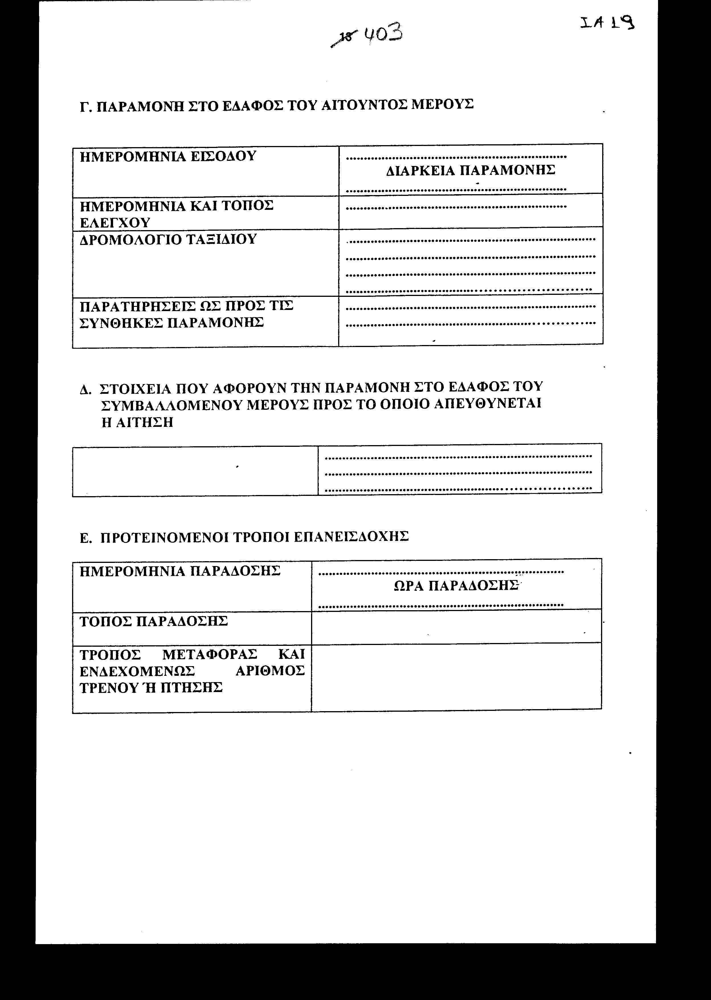 ΙΑ 19
18 403
Γ. ΠΑΡΑΜΟΝΗ ΣΤΟ ΕΔΑΦΟΣ ΤΟΥ ΑΙΤΟΥΝΤΟΣ ΜΕΡΟΥΣ
ΗΜΕΡΟΜΗΝΙΑ ΕΙΣΟΔΟΥ
...............................................................
ΔΙΑΡΚΕΙΑ ΠΑΡΑΜΟΝΗΣ
...............................................................
ΗΜΕΡΟΜΗΝΙΑ ΚΑΙ ΤΟΠΟΣ
ΕΛΕΓΧΟΥ
...............................................................
ΔΡΟΜΟΛΟΓΙΟ ΤΑΞΙΔΙΟΥ
.......................................................................
.......................................................................
.......................................................................
.......................................................................
ΠΑΡΑΤΗΡΗΣΕΙΣ ΩΣ ΠΡΟΣ ΤΙΣ
ΣΥΝΘΗΚΕΣ ΠΑΡΑΜΟΝΗΣ
.......................................................................
.......................................................................
Δ. ΣΤΟΙΧΕΙΑ ΠΟΥ ΑΦΟΡΟΥΝ ΤΗΝ ΠΑΡΑΜΟΝΗ ΣΤΟ ΕΔΑΦΟΣ ΤΟΥ
ΣΥΜΒΑΛΛΟΜΕΝΟΥ ΜΕΡΟΥΣ ΠΡΟΣ ΤΟ ΟΠΟΙΟ ΑΠΕΥΘΥΝΕΤΑΙ
Η ΑΙΤΗΣΗ
............................................................................
............................................................................
............................................................................
Ε. ΠΡΟΤΕΙΝΟΜΕΝΟΙ ΤΡΟΠΟΙ ΕΠΑΝΕΙΣΔΟΧΗΣ
ΗΜΕΡΟΜΗΝΙΑ ΠΑΡΑΔΟΣΗΣ
......................................................................
ΩΡΑ ΠΑΡΑΔΟΣΗΣ
......................................................................
ΤΟΠΟΣ ΠΑΡΑΔΟΣΗΣ
ΤΡΟΠΟΣ ΜΕΤΑΦΟΡΑΣ ΚΑΙ
ΕΝΔΕΧΟΜΕΝΩΣ ΑΡΙΘΜΟΣ
ΤΡΕΝΟΥ Ή ΠΤΗΣΗΣ